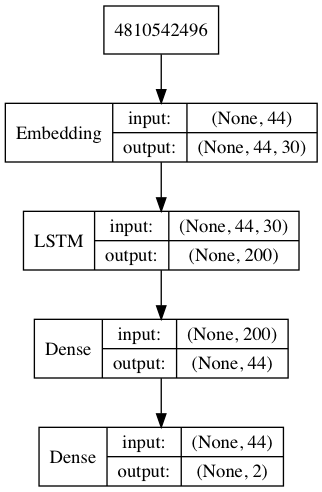 4810542496
Embedding
input: (None, 44)
output: (None, 44, 30)
LSTM
input: (None, 44, 30)
output: (None, 200)
Dense
input: (None, 200)
output: (None, 44)
Dense
input: (None, 44)
output: (None, 2)